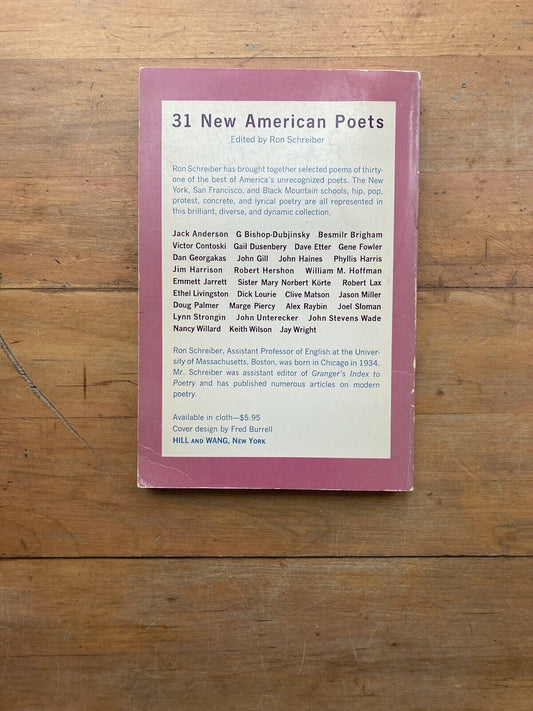 31 New American Poets
Edited by Ron Schreiber
Ron Schreiber has brought together selected poems of thirty-
one of the best of America's unrecognized poets. The New
York, San Francisco, and Black Mountain schools, hip, pop,
protest, concrete, and lyrical poetry are all represented in
this brilliant, diverse, and dynamic collection.
Jack Anderson G Bishop-Dubjinsky Besmilr Brigham
Victor Contoski Gail Dusenbery Dave Etter Gene Fowler
Dan Georgakas John Gill John Haines Phyllis Harris
Jim Harrison Robert Hershon William M. Hoffman
Emmett Jarrett Sister Mary Norbert Körte Robert Lax
Ethel Livingston Dick Lourie Clive Matson Jason Miller
Doug Palmer Marge Piercy Alex Raybin Joel Sloman
Lynn Strongin John Unterecker John Stevens Wade
Nancy Willard Keith Wilson Jay Wright
Ron Schreiber, Assistant Professor of English at the Univer-
sity of Massachusetts, Boston, was born in Chicago in 1934.
Mr. Schreiber was assistant editor of Granger's Index to
Poetry and has published numerous articles on modern
poetry.
Available in cloth—$5.95
Cover design by Fred Burrell
HILL AND WANG, NEW YORK